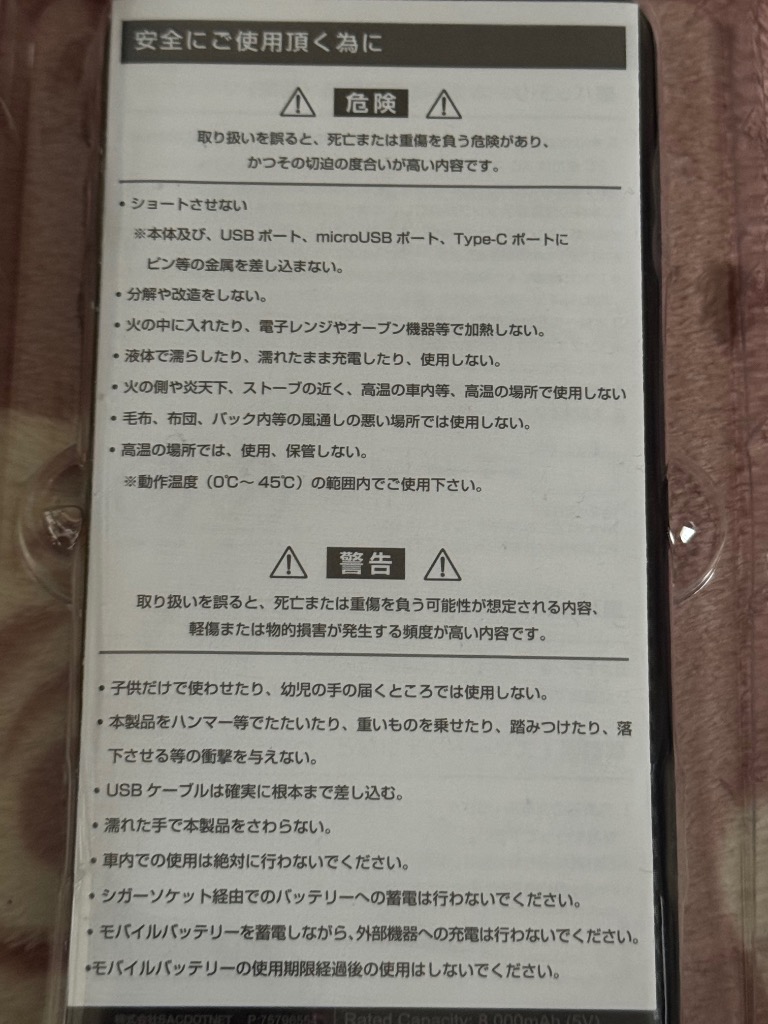 安全にご使用頂く為に
危険
取り扱いを誤ると、死亡または重傷を負う危険があり、
かつその切迫の度合いが高い内容です。
・ショートさせない
※本体及び、USB ポート、microUSB ポート、Type-C ポートに
ピン等の金属を差し込まない。
・分解や改造をしない。
・火の中に入れたり、電子レンジやオーブン機器等で加熱しない。
・液体で濡らしたり、濡れたまま充電したり、使用しない。
・火の側や炎天下、ストーブの近く、高温の車内等、高温の場所で使用しない
・毛布、布団、バック内等の風通しの悪い場所では使用しない。
・高温の場所では、使用、保管しない。
※動作温度（0℃～ 45℃）の範囲内でご使用下さい。
警告
取り扱いを誤ると、死亡または重傷を負う可能性が想定される内容、
軽傷または物的損害が発生する頻度が高い内容です。
・子供だけで使わせたり、幼児の手の届くところでは使用しない。
・本製品をハンマー等でたたいたり、重いものを乗せたり、踏みつけたり、落
下させる等の衝撃を与えない。
・USB ケーブルは確実に根本まで差し込む。
・濡れた手で本製品をさわらない。
・車内での使用は絶対に行わないでください。
・シガーソケット経由でのバッテリーへの蓄電は行わないでください。
・モバイルバッテリーを蓄電しながら、外部機器への充電は行わないでください。
・モバイルバッテリーの使用期限経過後の使用はしないでください。
株式会社SACDOTNET Rated Capacity: 8,000mAh (5V)